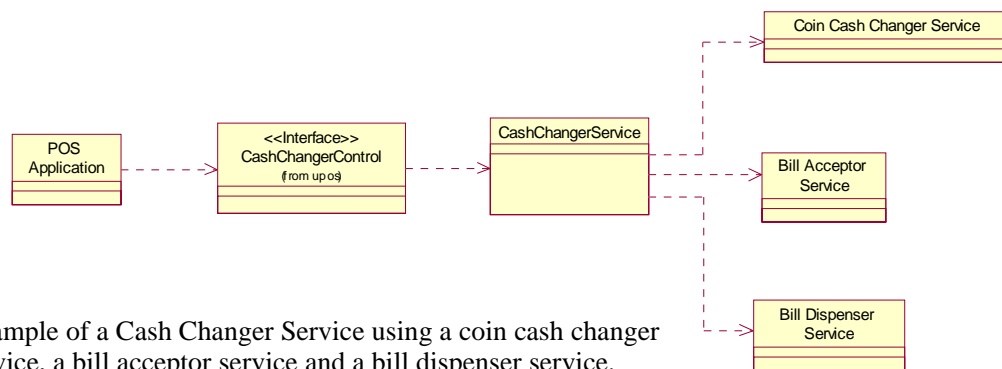 Coin Cash Changer Service
POS
Application
<<Interface>>
CashChangerControl
(from upos)
CashChangerService
Bill Acceptor
Service
Bill Dispenser
Service
ample of a Cash Changer Service using a coin cash changer
vice, a bill acceptor service and a bill dispenser service.